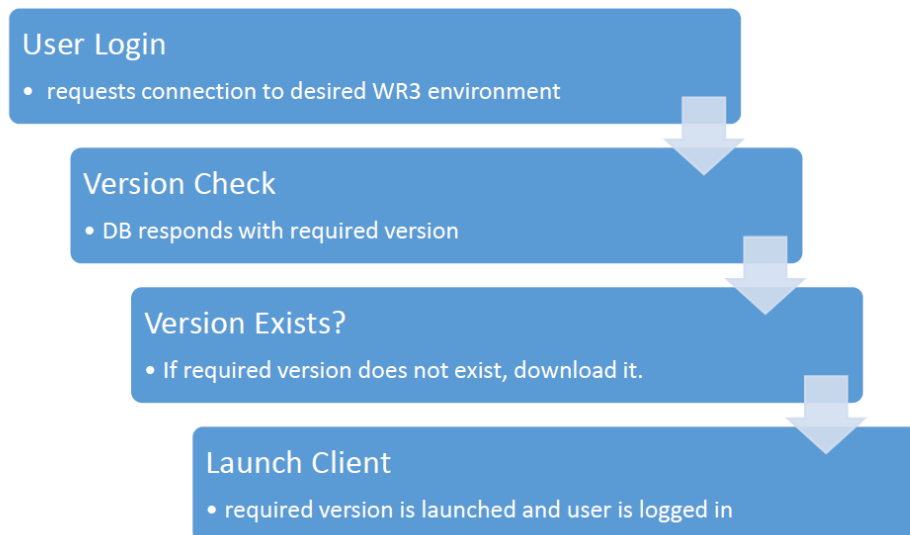 User Login
• requests connection to desired WR3 environment
Version Check
• DB responds with required version
Version Exists?
• If required version does not exist, download it.
Launch Client
• required version is launched and user is logged in